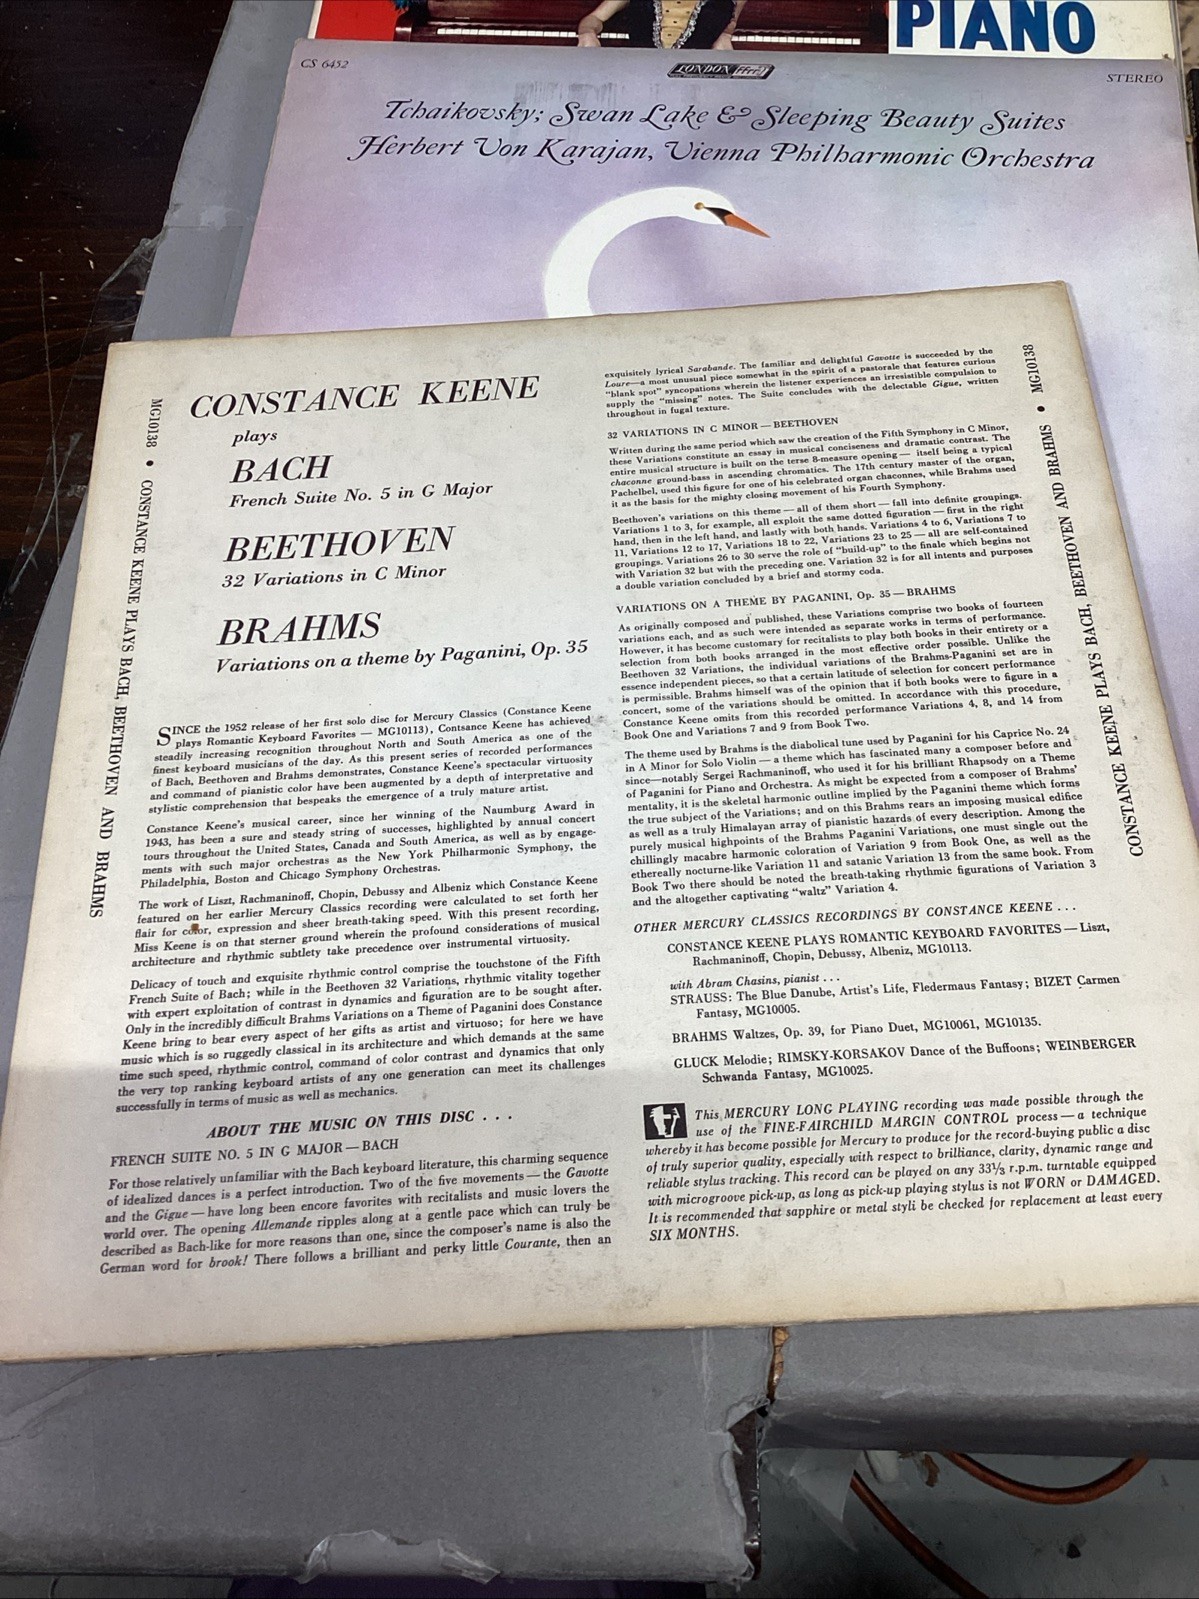 PIANO
CS 6452
LONDON ffrr
STEREO
Tchaikovsky; Swan Lake & Sleeping Beauty Suites
Herbert Von Karajan, Vienna Philharmonic Orchestra
MG10138 • CONSTANCE KEENE PLAYS BACH, BEETHOVEN AND BRAHMS
CONSTANCE KEENE
plays
BACH
French Suite No. 5 in G Major
BEETHOVEN
32 Variations in C Minor
BRAHMS
Variations on a theme by Paganini, Op. 35
SINCE the 1952 release of her first solo disc for Mercury Classics (Constance Keene
plays Romantic Keyboard Favorites — MG10113), Contsance Keene has achieved
steadily increasing recognition throughout North and South America as one of the
finest keyboard musicians of the day. As this present series of recorded performances
of Bach, Beethoven and Brahms demonstrates, Constance Keene's spectacular virtuosity
and command of pianistic color have been augmented by a depth of interpretative and
stylistic comprehension that bespeaks the emergence of a truly mature artist.
Constance Keene's musical career, since her winning of the Naumburg Award in
1943, has been a sure and steady string of successes, highlighted by annual concert
tours throughout the United States, Canada and South America, as well as by engage-
ments with such major orchestras as the New York Philharmonic Symphony, the
Philadelphia, Boston and Chicago Symphony Orchestras.
The work of Liszt, Rachmaninoff, Chopin, Debussy and Albeniz which Constance Keene
featured on her earlier Mercury Classics recording were calculated to set forth her
flair for color, expression and sheer breath-taking speed. With this present recording,
Miss Keene is on that sterner ground wherein the profound considerations of musical
architecture and rhythmic subtlety take precedence over instrumental virtuosity.
Delicacy of touch and exquisite rhythmic control comprise the touchstone of the Fifth
French Suite of Bach; while in the Beethoven 32 Variations, rhythmic vitality together
with expert exploitation of contrast in dynamics and figuration are to be sought after.
Only in the incredibly difficult Brahms Variations on a Theme of Paganini does Constance
Keene bring to bear every aspect of her gifts as artist and virtuoso; for here we have
music which is so ruggedly classical in its architecture and which demands at the same
time such speed, rhythmic control, command of color contrast and dynamics that only
the very top ranking keyboard artists of any one generation can meet its challenges
successfully in terms of music as well as mechanics.
ABOUT THE MUSIC ON THIS DISC . . .
FRENCH SUITE NO. 5 IN G MAJOR — BACH
For those relatively unfamiliar with the Bach keyboard literature, this charming sequence
of idealized dances is a perfect introduction. Two of the five movements — the Gavotte
and the Gigue — have long been encore favorites with recitalists and music lovers the
world over. The opening Allemande ripples along at a gentle pace which can truly be
described as Bach-like for more reasons than one, since the composer's name is also the
German word for brook! There follows a brilliant and perky little Courante, then an
exquisitely lyrical Sarabande. The familiar and delightful Gavotte is succeeded by the
Loure—a most unusual piece somewhat in the spirit of a pastorale that features curious
"blank spot" syncopations wherein the listener experiences an irresistible compulsion to
supply the "missing" notes. The Suite concludes with the delectable Gigue, written
throughout in fugal texture.
32 VARIATIONS IN C MINOR — BEETHOVEN
Written during the same period which saw the creation of the Fifth Symphony in C Minor,
these Variations constitute an essay in musical conciseness and dramatic contrast. The
entire musical structure is built on the terse 8-measure opening — itself being a typical
chaconne ground-bass in ascending chromatics. The 17th century master of the organ,
Pachelbel, used this figure for one of his celebrated organ chaconnes, while Brahms used
it as the basis for the mighty closing movement of his Fourth Symphony.
Beethoven's variations on this theme — all of them short — fall into definite groupings.
Variations 1 to 3, for example, all exploit the same dotted figuration — first in the right
hand, then in the left hand, and lastly with both hands. Variations 4 to 6, Variations 7 to
11, Variations 12 to 17, Variations 18 to 22, Variations 23 to 25 — all are self-contained
groupings. Variations 26 to 30 serve the role of "build-up" to the finale which begins not
with Variation 32 but with the preceding one. Variation 32 is for all intents and purposes
a double variation concluded by a brief and stormy coda.
VARIATIONS ON A THEME BY PAGANINI, Op. 35 — BRAHMS
As originally composed and published, these Variations comprise two books of fourteen
variations each, and as such were intended as separate works in terms of performance.
However, it has become customary for recitalists to play both books in their entirety or a
selection from both books arranged in the most effective order possible. Unlike the
Beethoven 32 Variations, the individual variations of the Brahms-Paganini set are in
essence independent pieces, so that a certain latitude of selection for concert performance
is permissible. Brahms himself was of the opinion that if both books were to figure in a
concert, some of the variations should be omitted. In accordance with this procedure,
Constance Keene omits from this recorded performance Variations 4, 8, and 14 from
Book One and Variations 7 and 9 from Book Two.
The theme used by Brahms is the diabolical tune used by Paganini for his Caprice No. 24
in A Minor for Solo Violin — a theme which has fascinated many a composer before and
since—notably Sergei Rachmaninoff, who used it for his brilliant Rhapsody on a Theme
of Paganini for Piano and Orchestra. As might be expected from a composer of Brahms'
mentality, it is the skeletal harmonic outline implied by the Paganini theme which forms
the true subject of the Variations; and on this Brahms rears an imposing musical edifice
as well as a truly Himalayan array of pianistic hazards of every description. Among the
purely musical highpoints of the Brahms Paganini Variations, one must single out the
chillingly macabre harmonic coloration of Variation 9 from Book One, as well as the
ethereally nocturne-like Variation 11 and satanic Variation 13 from the same book. From
Book Two there should be noted the breath-taking rhythmic figurations of Variation 3
and the altogether captivating "waltz" Variation 4.
OTHER MERCURY CLASSICS RECORDINGS BY CONSTANCE KEENE . . .
CONSTANCE KEENE PLAYS ROMANTIC KEYBOARD FAVORITES — Liszt,
Rachmaninoff, Chopin, Debussy, Albeniz, MG10113.
with Abram Chasins, pianist . . .
STRAUSS: The Blue Danube, Artist's Life, Fledermaus Fantasy; BIZET Carmen
Fantasy, MG10005.
BRAHMS Waltzes, Op. 39, for Piano Duet, MG10061, MG10135.
GLUCK Melodie; RIMSKY-KORSAKOV Dance of the Buffoons; WEINBERGER
Schwanda Fantasy, MG10025.
This MERCURY LONG PLAYING recording was made possible through the
use of the FINE-FAIRCHILD MARGIN CONTROL process — a technique
whereby it has become possible for Mercury to produce for the record-buying public a disc
of truly superior quality, especially with respect to brilliance, clarity, dynamic range and
reliable stylus tracking. This record can be played on any 33⅓ r.p.m. turntable equipped
with microgroove pick-up, as long as pick-up playing stylus is not WORN or DAMAGED.
It is recommended that sapphire or metal styli be checked for replacement at least every
SIX MONTHS.
CONSTANCE KEENE PLAYS BACH, BEETHOVEN AND BRAHMS • MG10138